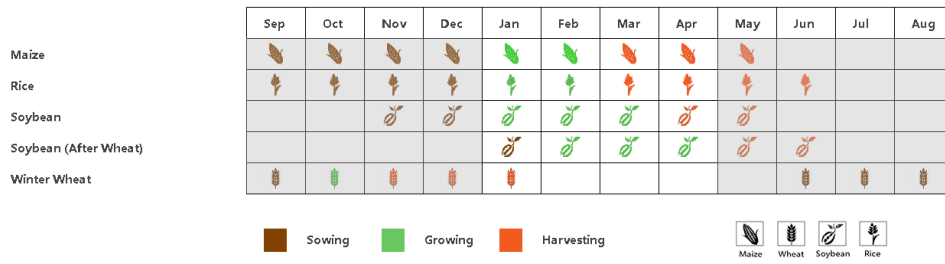 Sep Oct Nov Dec Jan Feb Mar Apr May Jun Jul Aug
Maize
Rice
Soybean
Soybean (After Wheat)
Winter Wheat
Sowing Growing Harvesting
Maize Wheat Soybean Rice